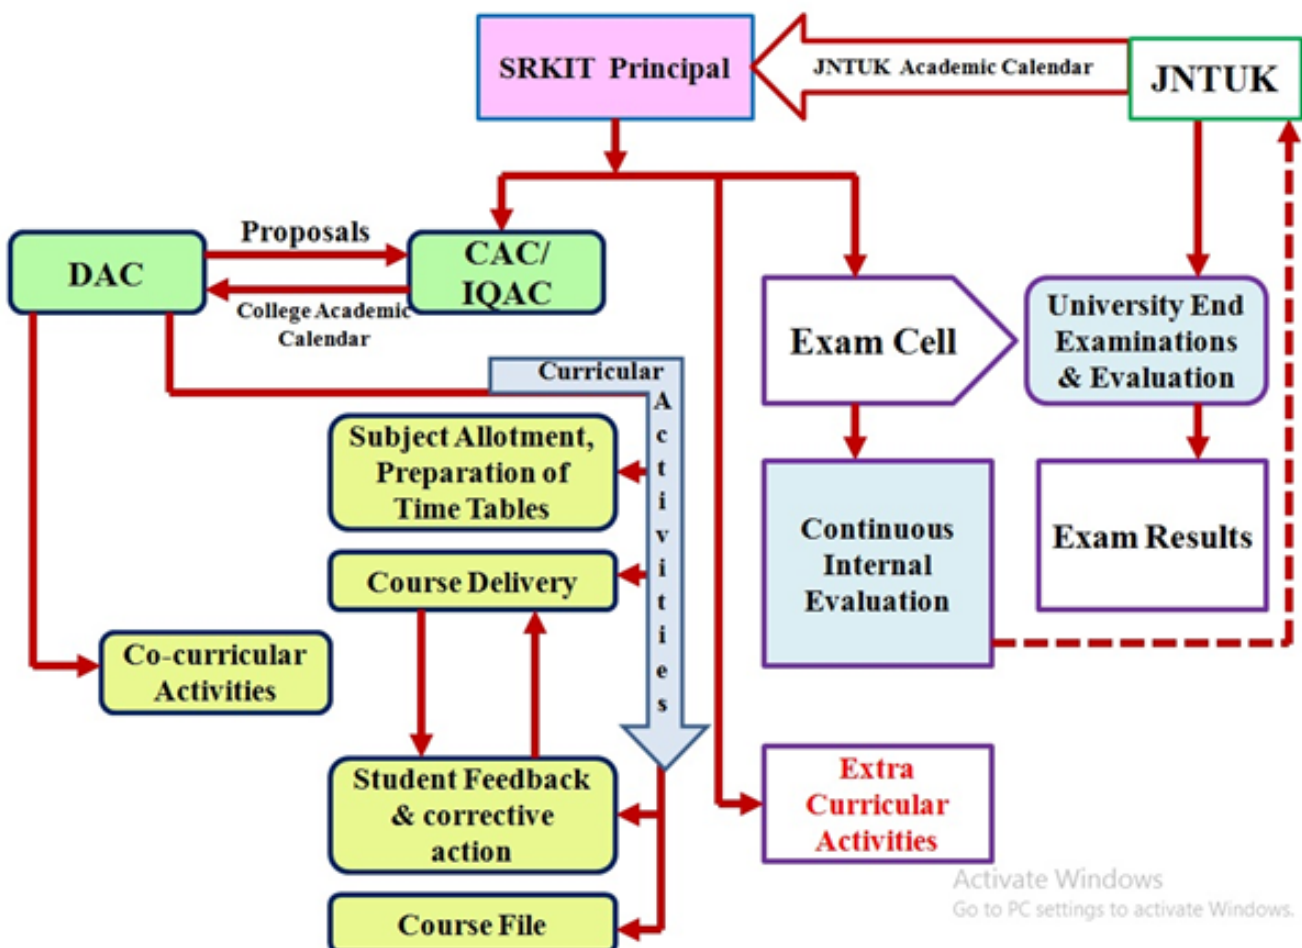 SRKIT Principal
JNTUK Academic Calendar
JNTUK
Proposals
DAC
CAC/
IQAC
College Academic
Calendar
Curricular
Activities
Exam Cell
University End
Examinations
& Evaluation
Subject Allotment,
Preparation of
Time Tables
Course Delivery
Continuous
Internal
Evaluation
Exam Results
Co-curricular
Activities
Student Feedback
& corrective
action
Extra
Curricular
Activities
Course File
Activate Windows
Go to PC settings to activate Windows.